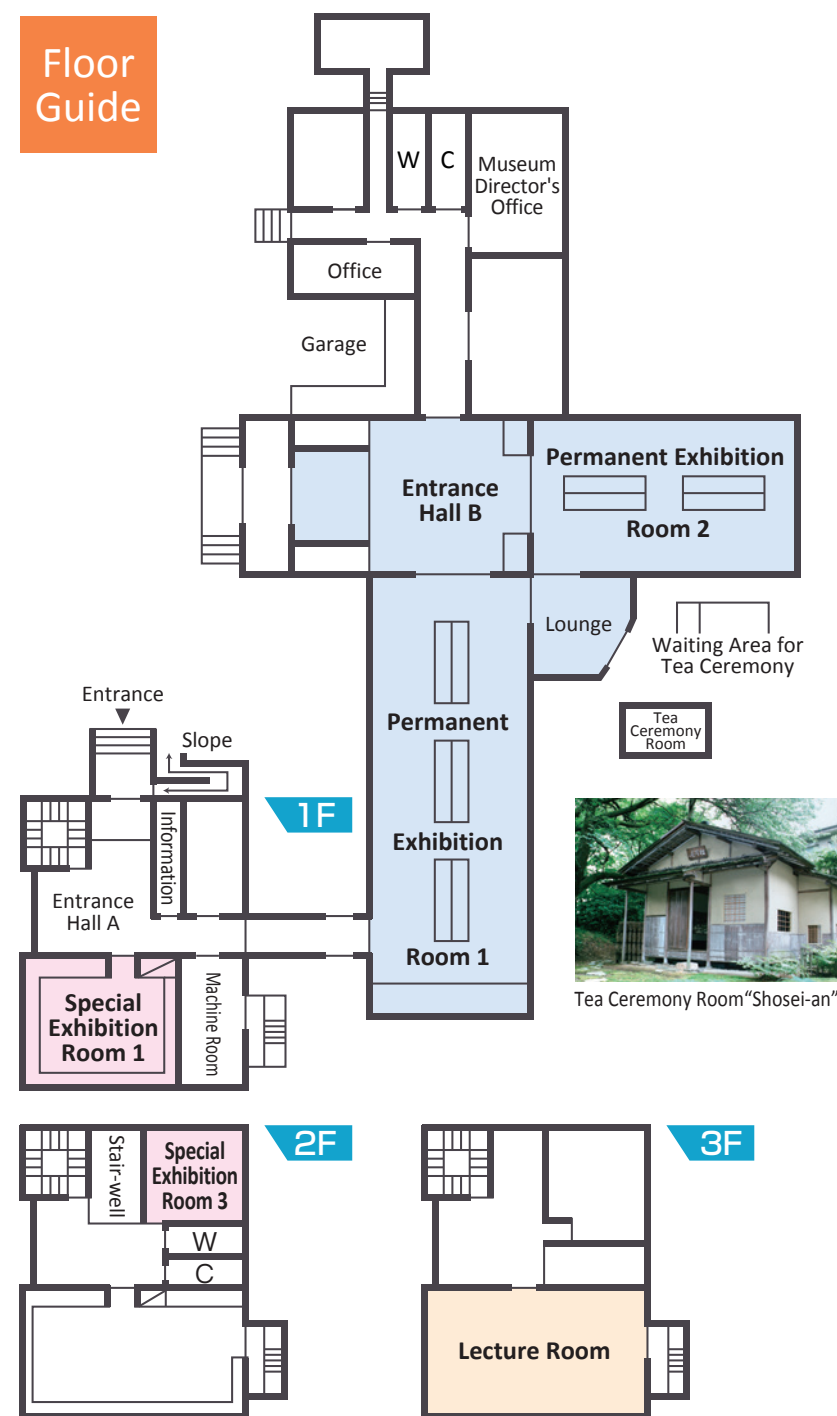 Floor
Guide
W
C
Museum
Director's
Office
Office
Garage
Entrance
Hall B
Permanent Exhibition
Room 2
Lounge
Waiting Area for
Tea Ceremony
Tea
Ceremony
Room
Permanent
Exhibition
Room 1
Entrance
Slope
1F
Information
Entrance
Hall A
Special
Exhibition
Room 1
Machine Room
Tea Ceremony Room“Shosei-an”
2F
Stair-well
Special
Exhibition
Room 3
W
C
3F
Lecture Room